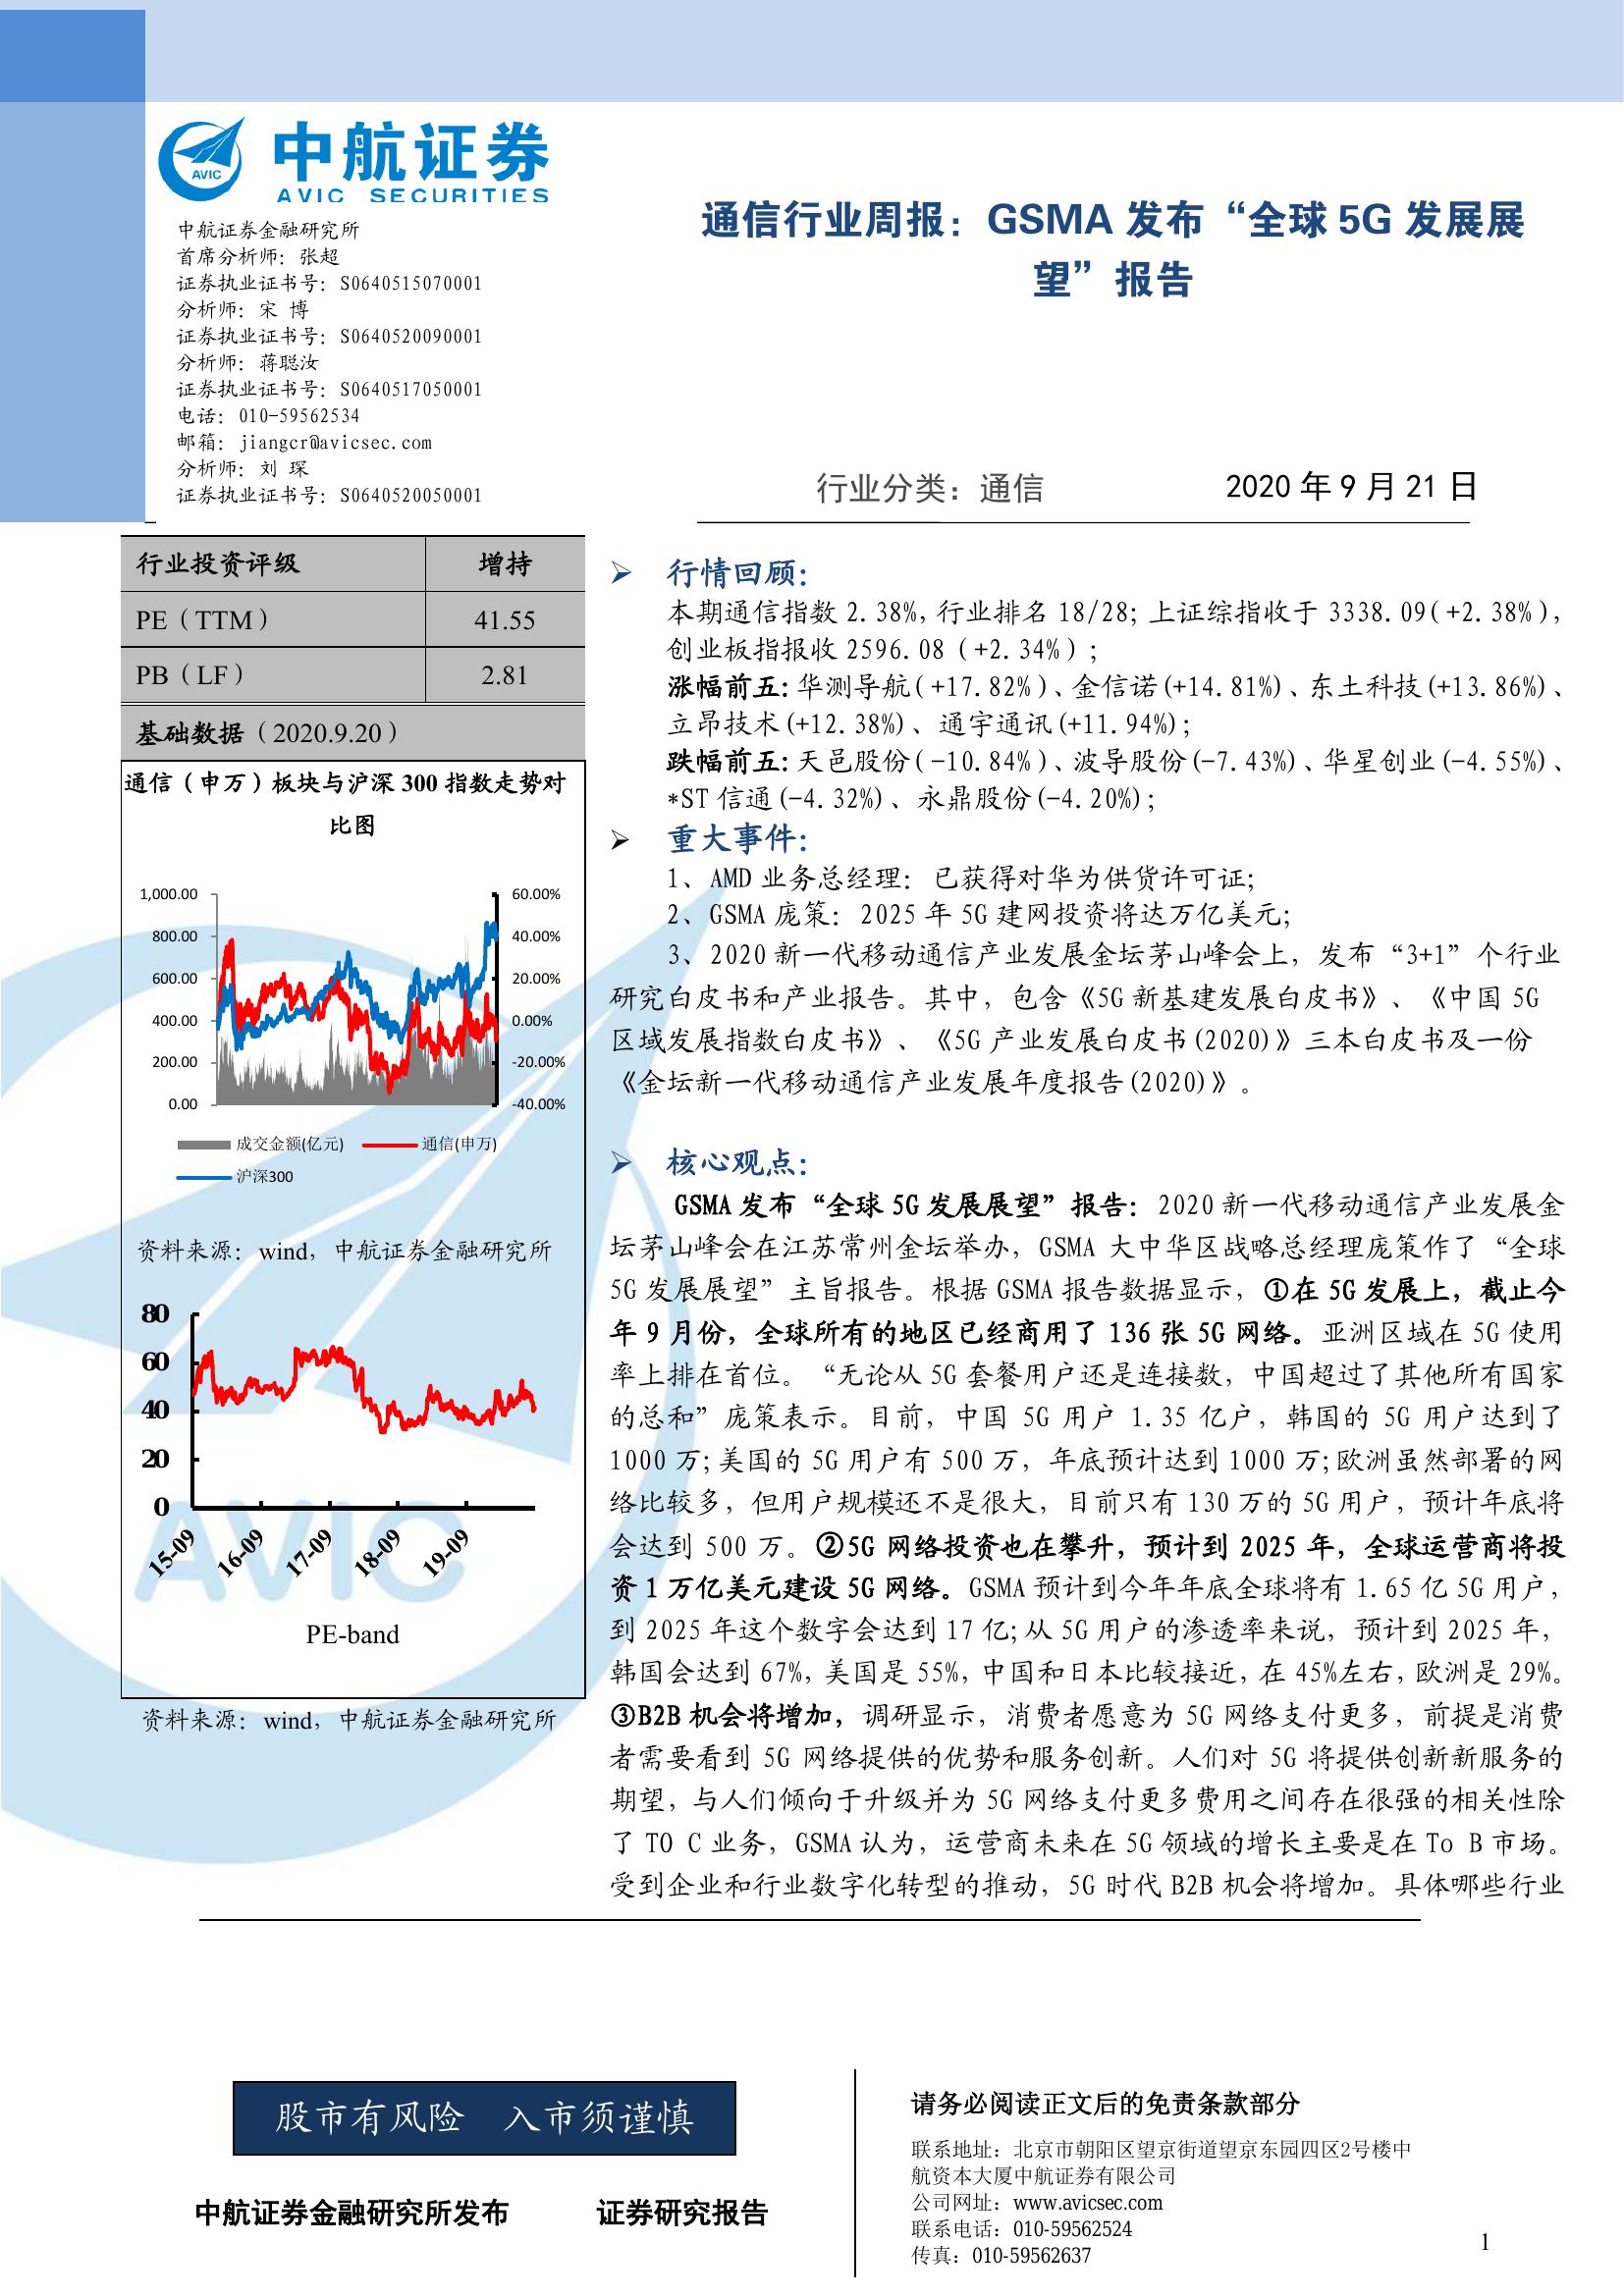 AVIC
中航证券
AVIC SECURITIES
中航证券金融研究所
首席分析师：张超
证券执业证书号：S0640515070001
分析师：宋 博
证券执业证书号：S0640520090001
分析师：蒋聪汝
证券执业证书号：S0640517050001
电话：010-59562534
邮箱：jiangcr@avicsec.com
分析师：刘 琛
证券执业证书号：S0640520050001
通信行业周报：GSMA 发布“全球 5G 发展展
望”报告
行业分类：通信 2020 年 9 月 21 日
行业投资评级 增持
PE（TTM） 41.55
PB（LF） 2.81
基础数据（2020.9.20）
通信（申万）板块与沪深 300 指数走势对
比图
1,000.00 60.00%
800.00 40.00%
600.00 20.00%
400.00 0.00%
200.00 -20.00%
0.00 -40.00%
成交金额(亿元) 通信(申万)
沪深300
资料来源：wind，中航证券金融研究所
80
60
40
20
0
15-09 16-09 17-09 18-09 19-09
PE-band
资料来源：wind，中航证券金融研究所
AVIC
➢ 行情回顾：
本期通信指数 2.38%，行业排名 18/28；上证综指收于 3338.09(+2.38%)，
创业板指报收 2596.08（+2.34%）；
涨幅前五：华测导航(+17.82%)、金信诺(+14.81%)、东土科技(+13.86%)、
立昂技术(+12.38%)、通宇通讯(+11.94%)；
跌幅前五：天邑股份(-10.84%)、波导股份(-7.43%)、华星创业(-4.55%)、
*ST 信通(-4.32%)、永鼎股份(-4.20%)；
➢ 重大事件：
1、AMD 业务总经理：已获得对华为供货许可证；
2、GSMA 庞策：2025 年 5G 建网投资将达万亿美元；
3、2020 新一代移动通信产业发展金坛茅山峰会上，发布“3+1”个行业
研究白皮书和产业报告。其中，包含《5G 新基建发展白皮书》、《中国 5G
区域发展指数白皮书》、《5G 产业发展白皮书(2020)》三本白皮书及一份
《金坛新一代移动通信产业发展年度报告(2020)》。
➢ 核心观点：
GSMA 发布“全球 5G 发展展望”报告：2020 新一代移动通信产业发展金
坛茅山峰会在江苏常州金坛举办，GSMA 大中华区战略总经理庞策作了“全球
5G 发展展望”主旨报告。根据 GSMA 报告数据显示，①在 5G 发展上，截止今
年 9 月份，全球所有的地区已经商用了 136 张 5G 网络。亚洲区域在 5G 使用
率上排在首位。“无论从 5G 套餐用户还是连接数，中国超过了其他所有国家
的总和”庞策表示。目前，中国 5G 用户 1.35 亿户，韩国的 5G 用户达到了
1000 万；美国的 5G 用户有 500 万，年底预计达到 1000 万；欧洲虽然部署的网
络比较多，但用户规模还不是很大，目前只有 130 万的 5G 用户，预计年底将
会达到 500 万。②5G 网络投资也在攀升，预计到 2025 年，全球运营商将投
资 1 万亿美元建设 5G 网络。GSMA 预计到今年年底全球将有 1.65 亿 5G 用户，
到 2025 年这个数字会达到 17 亿；从 5G 用户的渗透率来说，预计到 2025 年，
韩国会达到 67%，美国是 55%，中国和日本比较接近，在 45%左右，欧洲是 29%。
③B2B 机会将增加，调研显示，消费者愿意为 5G 网络支付更多，前提是消费
者需要看到 5G 网络提供的优势和服务创新。人们对 5G 将提供创新新服务的
期望，与人们倾向于升级并为 5G 网络支付更多费用之间存在很强的相关性除
了 TO C 业务，GSMA 认为，运营商未来在 5G 领域的增长主要是在 To B 市场。
受到企业和行业数字化转型的推动，5G 时代 B2B 机会将增加。具体哪些行业
股市有风险 入市须谨慎
中航证券金融研究所发布 证券研究报告
请务必阅读正文后的免责条款部分
联系地址：北京市朝阳区望京街道望京东园四区2号楼中
航资本大厦中航证券有限公司
公司网址：www.avicsec.com
联系电话：010-59562524
传真：010-59562637
1